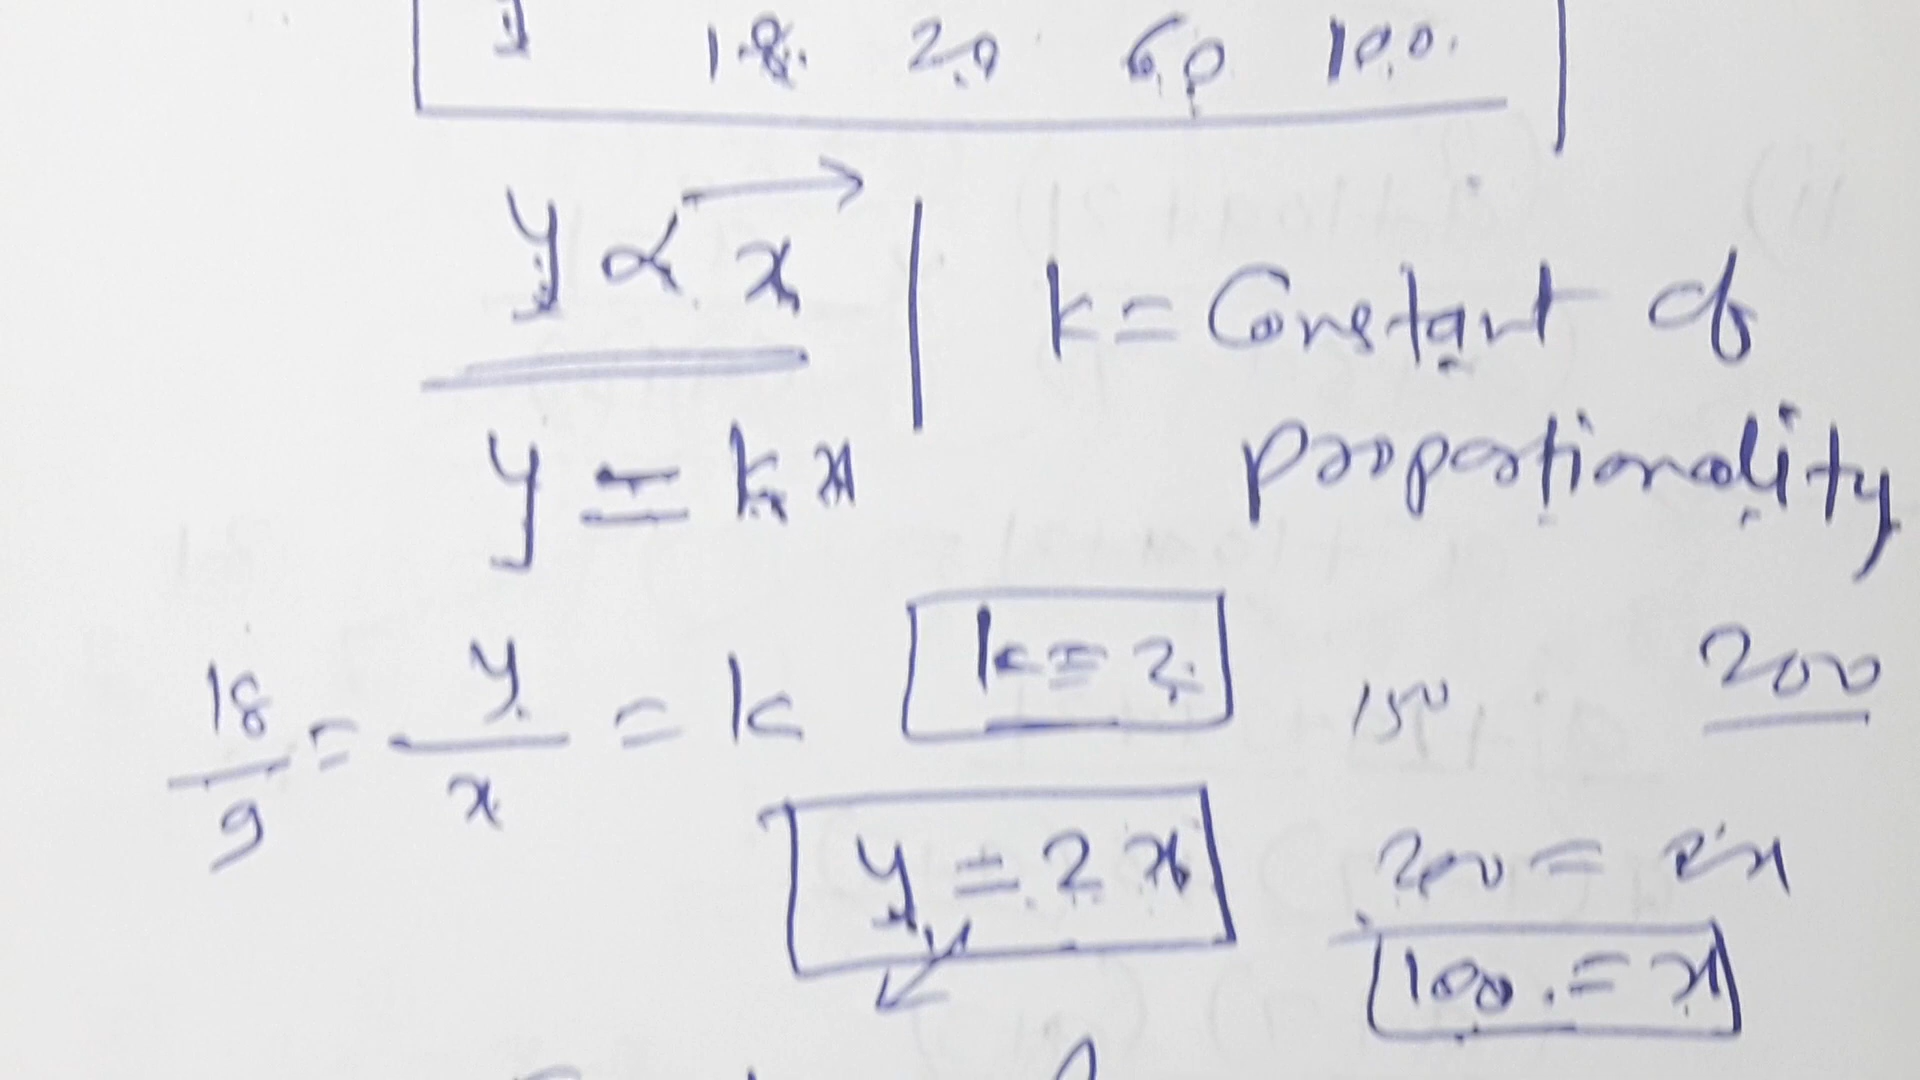 y 18 20 60 100
y ∝ x
k = Constant of
proportionality
y = kx
18/9 = y/x = k
k = 2
150
200
y = 2x
200 = 2x
100 = x